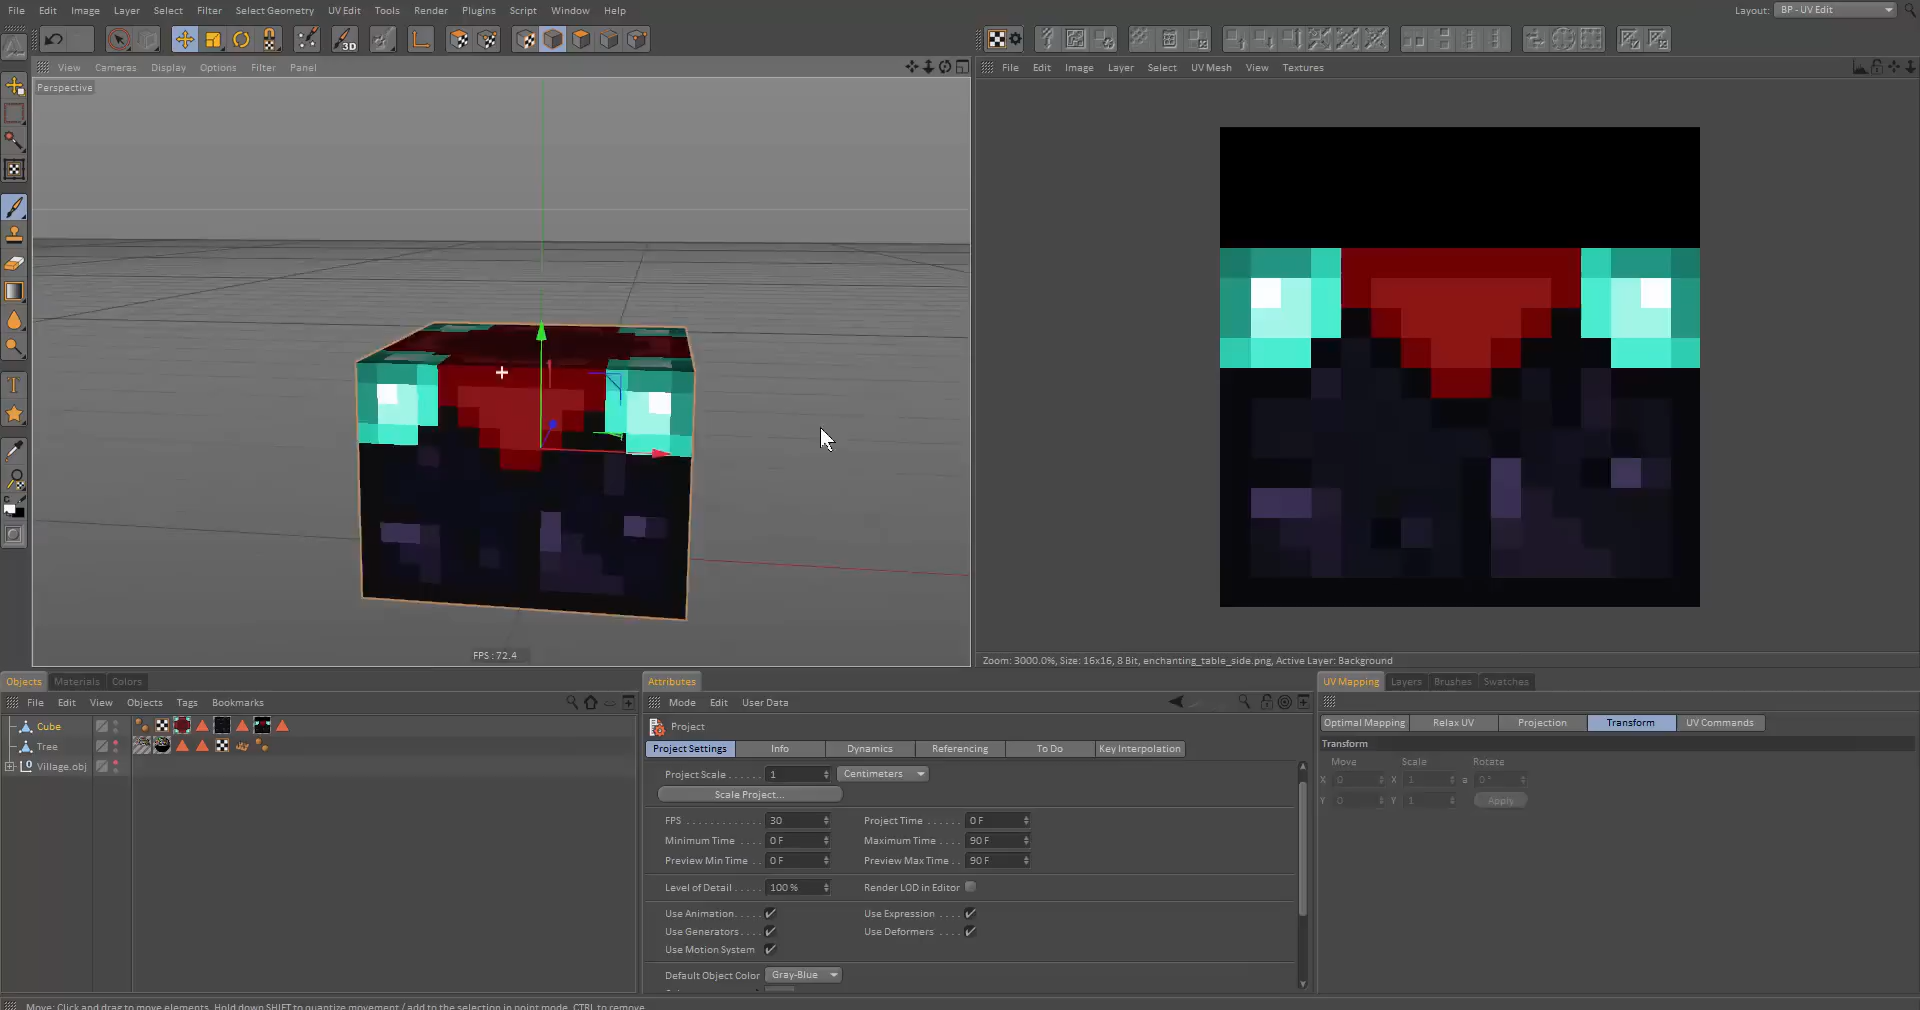 File Edit Image Layer Select Filter Select Geometry UV Edit Tools Render Plugins Script Window Help
Layout: BP - UV Edit
View Cameras Display Options Filter Panel
File Edit Image Layer Select UV Mesh View Textures
Perspective
3D
FPS : 72.4
Zoom: 3000.0%, Size: 16x16, 8 Bit, enchanting_table_side.png, Active Layer: Background
Objects Materials Colors
File Edit View Objects Tags Bookmarks
Cube
Tree
Village.obj
Attributes
Mode Edit User Data
Project
Project Settings Info Dynamics Referencing To Do Key Interpolation
Project Scale . . . . . . 1 Centimeters
Scale Project...
FPS . . . . . . . . . . . . . 30 Project Time . . . . . . 0 F
Minimum Time . . . . 0 F Maximum Time . . . . 90 F
Preview Min Time . . 0 F Preview Max Time . . 90 F
Level of Detail . . . . . 100 % Render LOD in Editor
Use Animation. . . . . Use Expression . . . .
Use Generators. . . . Use Deformers . . . .
Use Motion System
Default Object Color Gray-Blue
UV Mapping Layers Brushes Swatches
Optimal Mapping Relax UV Projection Transform UV Commands
Transform
Move Scale Rotate
X 0 X 1 a 0 °
Y 0 Y 1 Apply
Move: Click and drag to move elements. Hold down SHIFT to quantize movement / add to the selection in point mode, CTRL to remove.